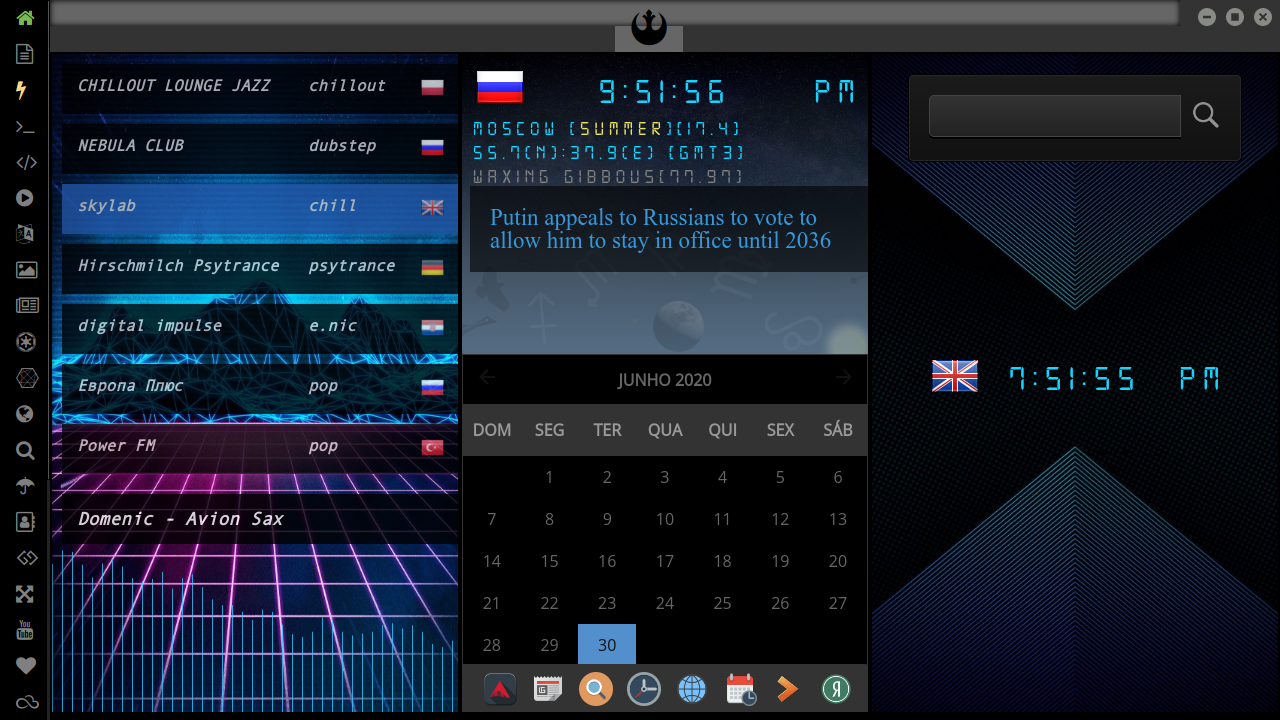 CHILLOUT LOUNGE JAZZ chillout
NEBULA CLUB dubstep
skylab chill
Hirschmilch Psytrance psytrance
digital impulse e.nic
Европа Плюс pop
Power FM pop
Domenic - Avion Sax
9:51:56 PM
MOSCOW [SUMMER][17.4]
55.7(N):37.9(E) [GMT3]
WAXING GIBBOUS[77.97]
Putin appeals to Russians to vote to
allow him to stay in office until 2036
JUNHO 2020
DOM SEG TER QUA QUI SEX SÁB
1 2 3 4 5 6
7 8 9 10 11 12 13
14 15 16 17 18 19 20
21 22 23 24 25 26 27
28 29 30
7:51:55 PM
You
Tube
Я